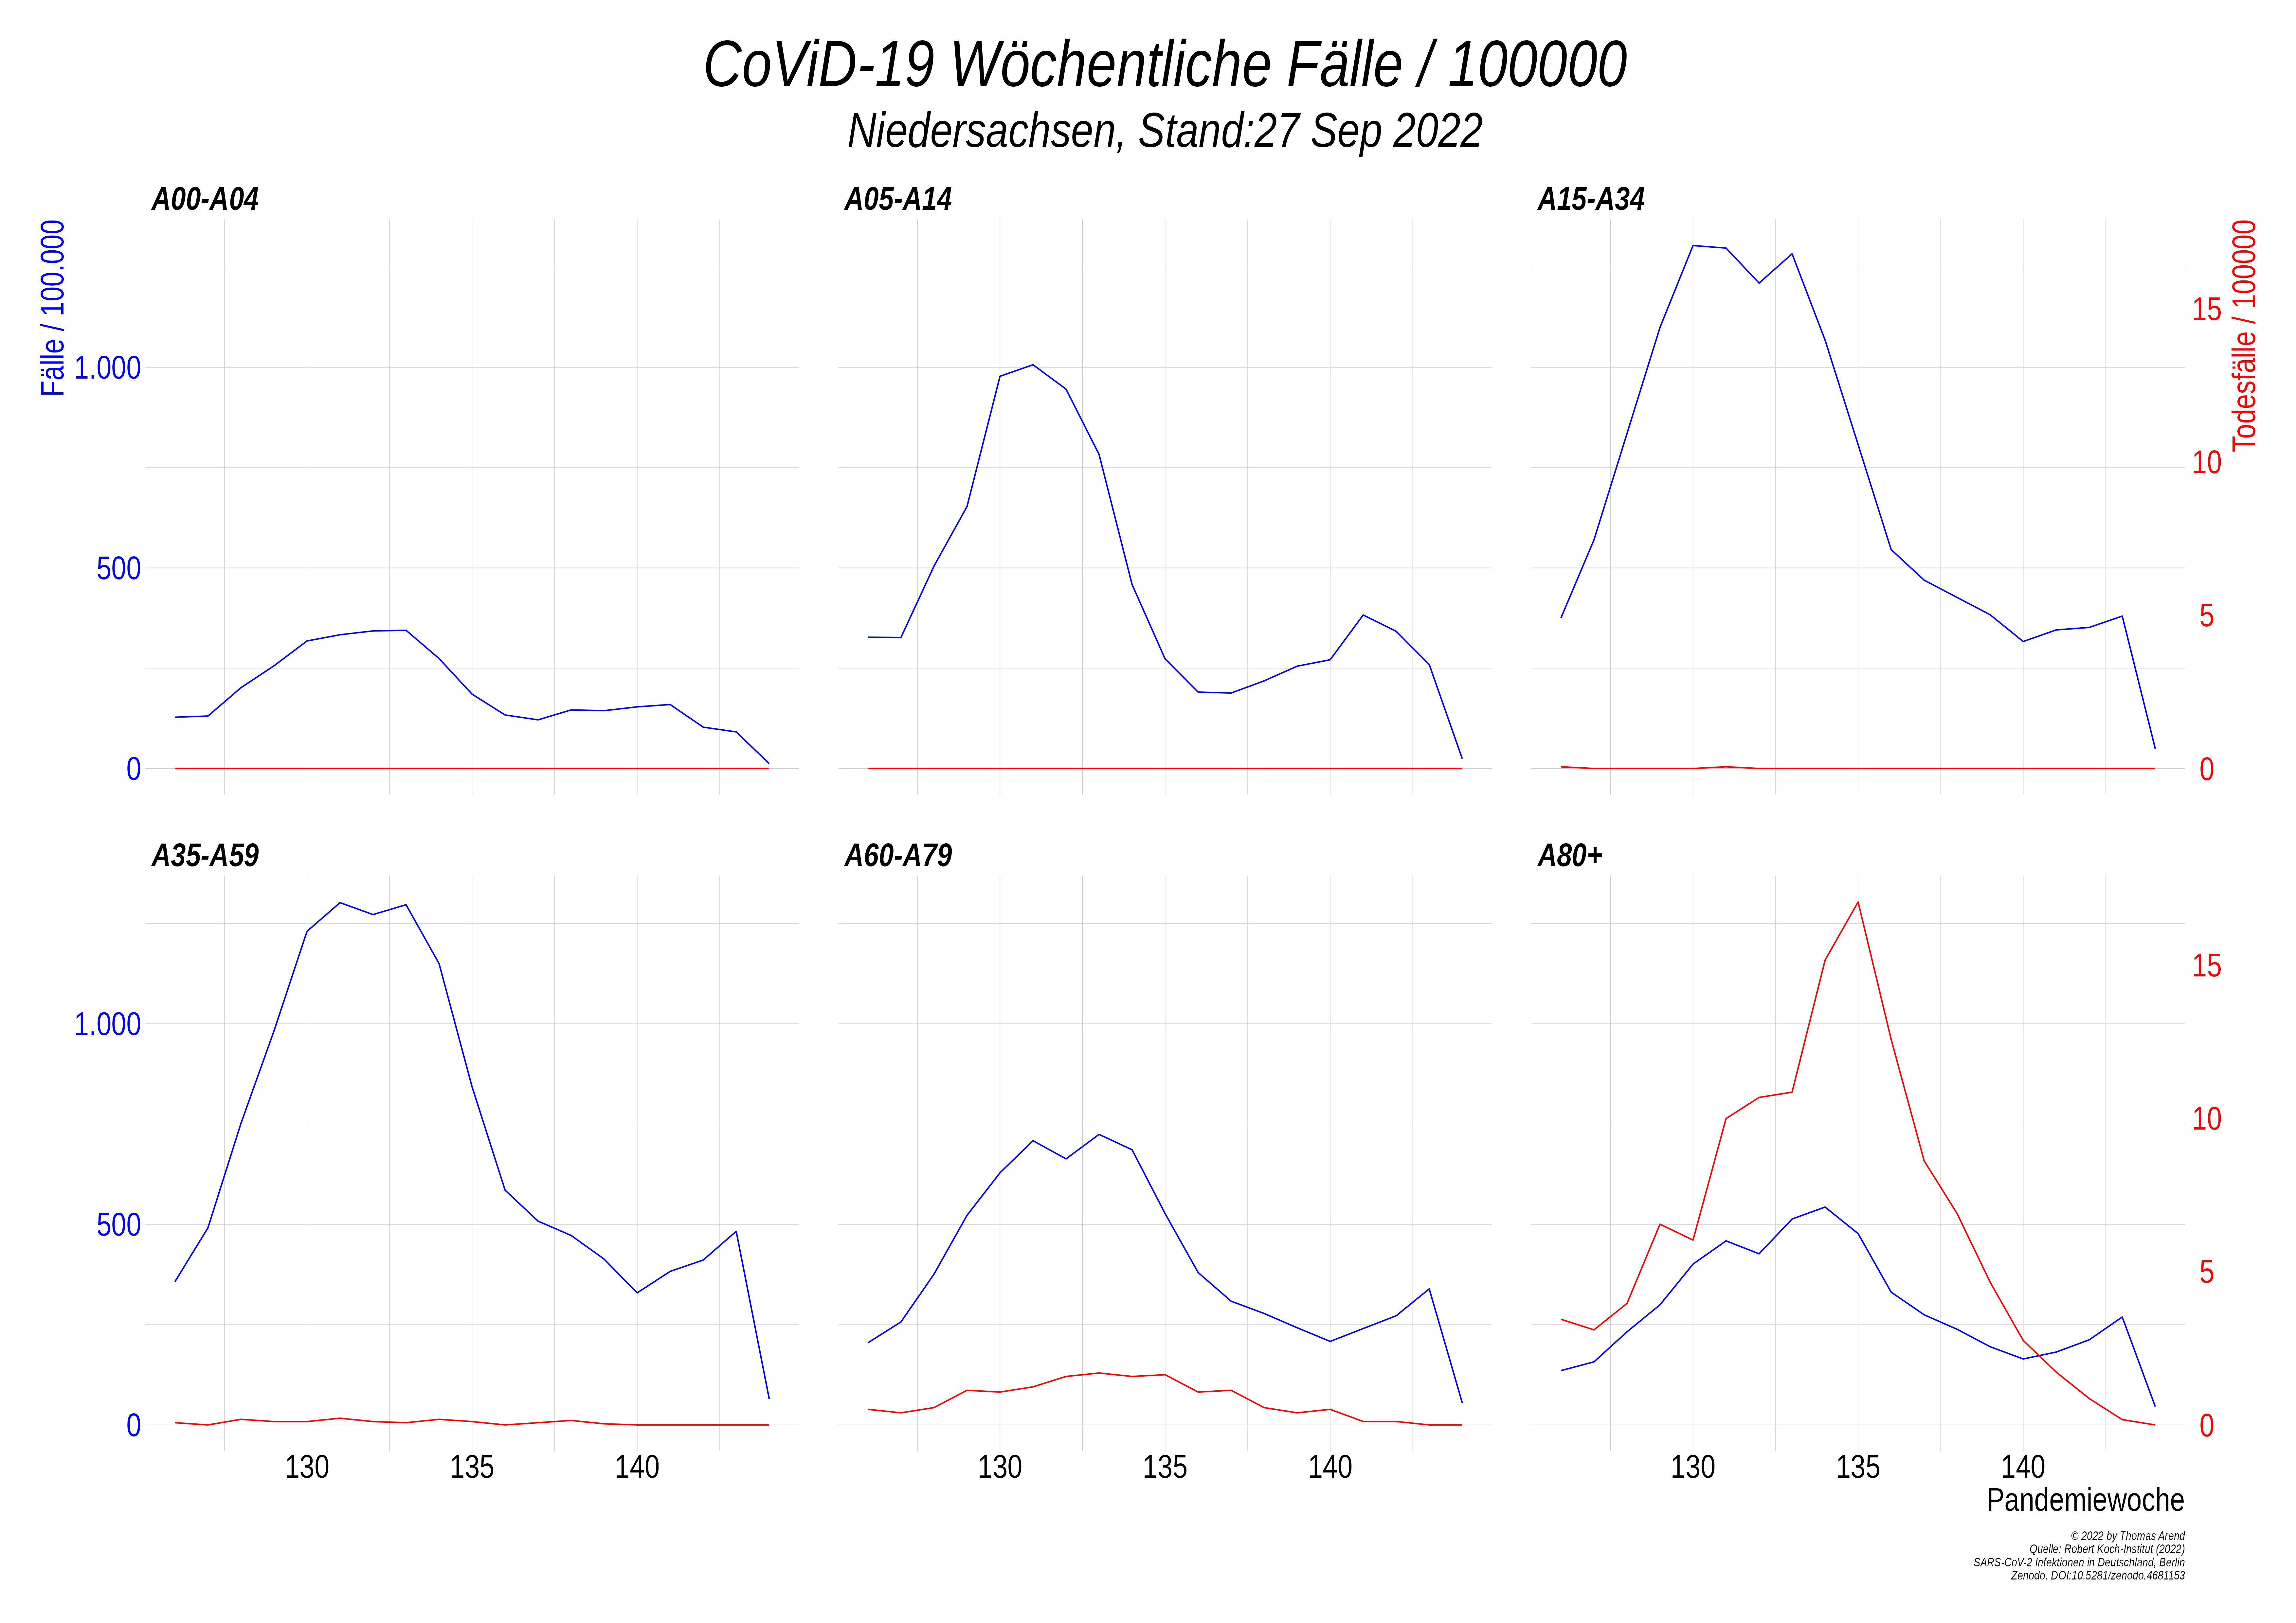 CoViD-19 Wöchentliche Fälle / 100000
Niedersachsen, Stand:27 Sep 2022
A00-A04
A05-A14
A15-A34
Fälle / 100.000
1.000
500
0
15
10
5
0
Todesfälle / 100000
A35-A59
A60-A79
A80+
1.000
500
0
15
10
5
0
130
135
140
130
135
140
130
135
140
Pandemiewoche
© 2022 by Thomas Arend
Quelle: Robert Koch-Institut (2022)
SARS-CoV-2 Infektionen in Deutschland, Berlin
Zenodo. DOI:10.5281/zenodo.4681153